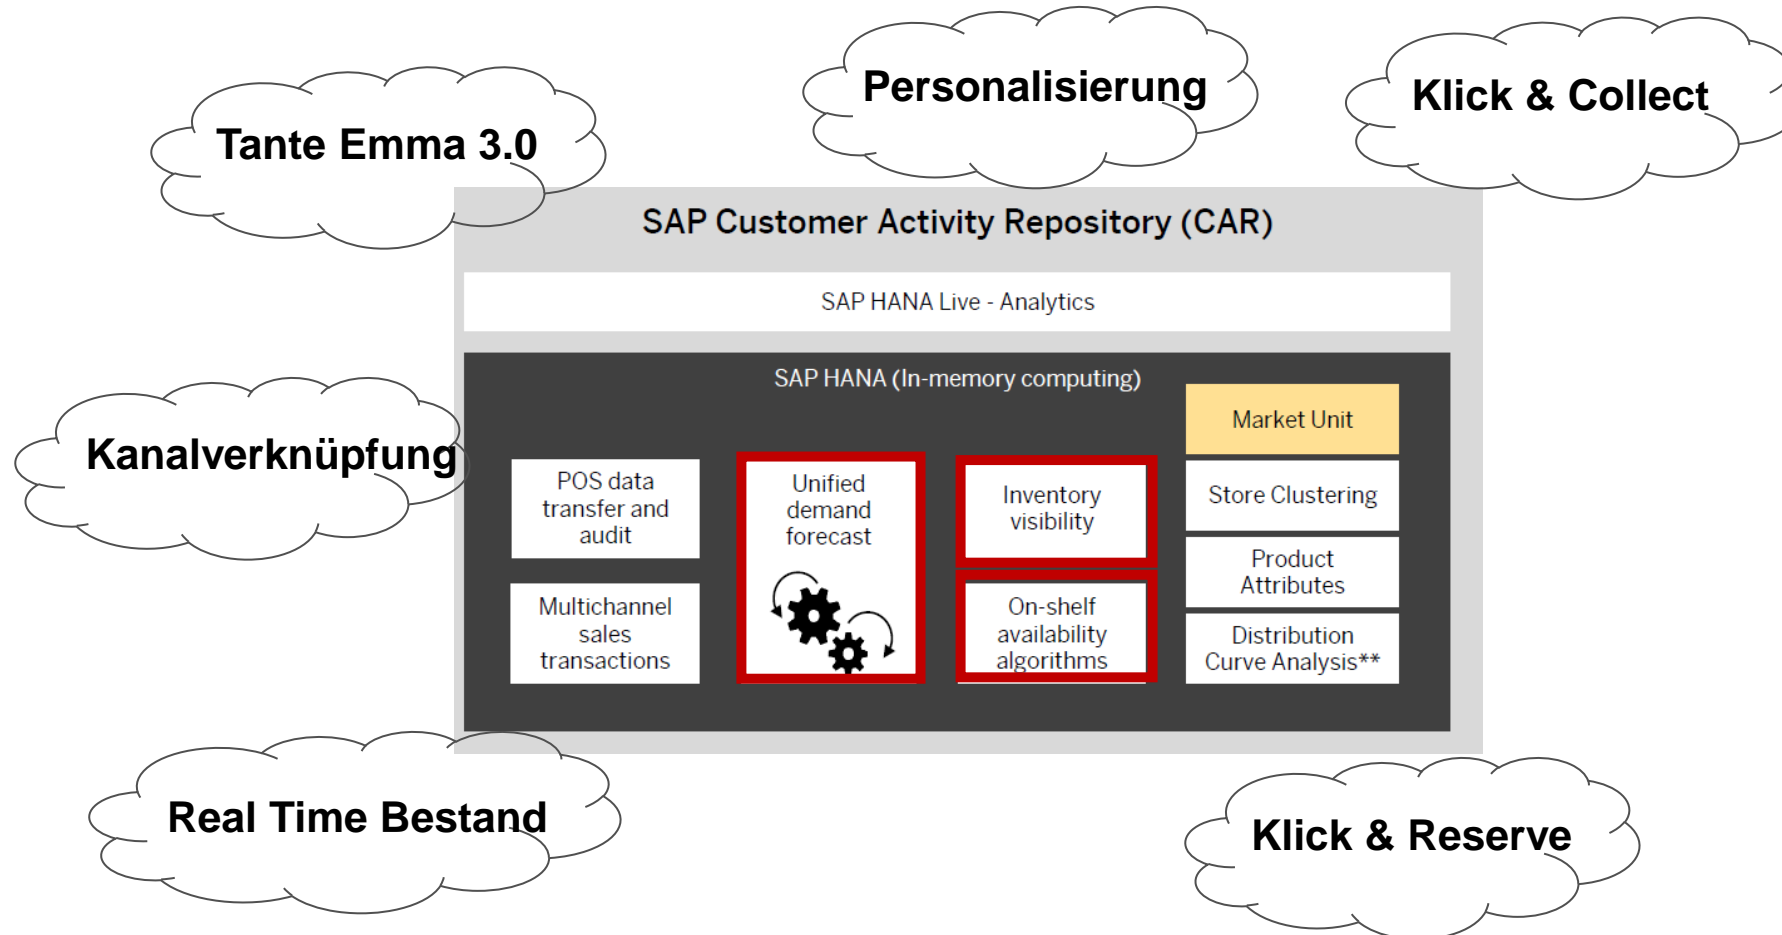 Personalisierung
Klick & Collect
Tante Emma 3.0
SAP Customer Activity Repository (CAR)
SAP HANA Live - Analytics
SAP HANA (In-memory computing)
Kanalverknüpfung
POS data
transfer and
audit
Multichannel
sales
transactions
Unified
demand
forecast
Inventory
visibility
On-shelf
availability
algorithms
Market Unit
Store Clustering
Product
Attributes
Distribution
Curve Analysis**
Real Time Bestand
Klick & Reserve